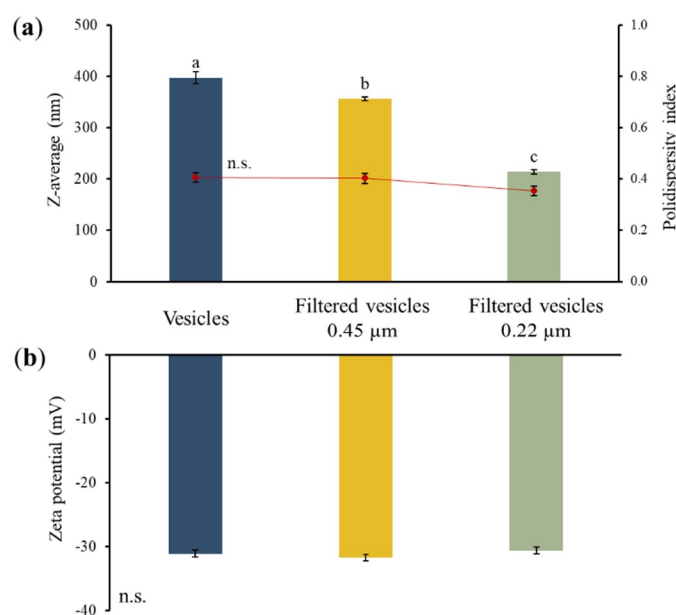 (a)
500
400
300
200
100
0
Z-average (nm)
a
b
c
n.s.
1.0
0.8
0.6
0.4
0.2
0.0
Polidispersity index
Vesicles
Filtered vesicles
0.45 µm
Filtered vesicles
0.22 µm
(b)
0
-10
-20
-30
-40
Zeta potential (mV)
n.s.